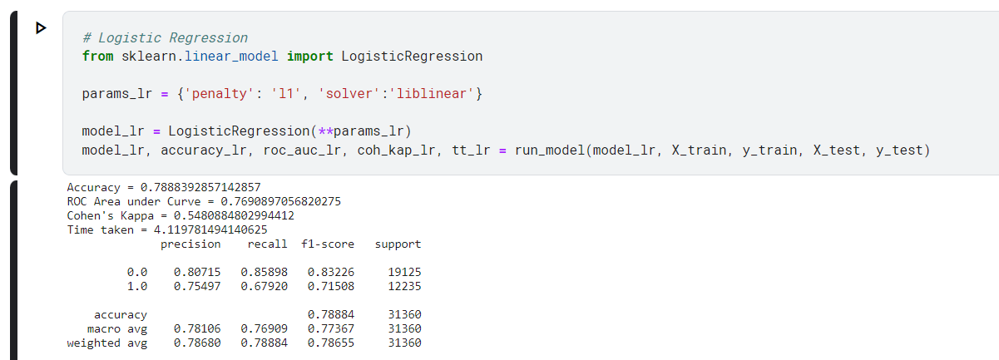 # Logistic Regression
from sklearn.linear_model import LogisticRegression
params_lr = {'penalty': 'l1', 'solver':'liblinear'}
model_lr = LogisticRegression(**params_lr)
model_lr, accuracy_lr, roc_auc_lr, coh_kap_lr, tt_lr = run_model(model_lr, X_train, y_train, X_test, y_test)
Accuracy = 0.7888392857142857
ROC Area under Curve = 0.7690897056820275
Cohen's Kappa = 0.5480884802994412
Time taken = 4.119781494140625
precision recall f1-score support
0.0 0.80715 0.85898 0.83226 19125
1.0 0.75497 0.67920 0.71508 12235
accuracy 0.78884 31360
macro avg 0.78106 0.76909 0.77367 31360
weighted avg 0.78680 0.78884 0.78655 31360